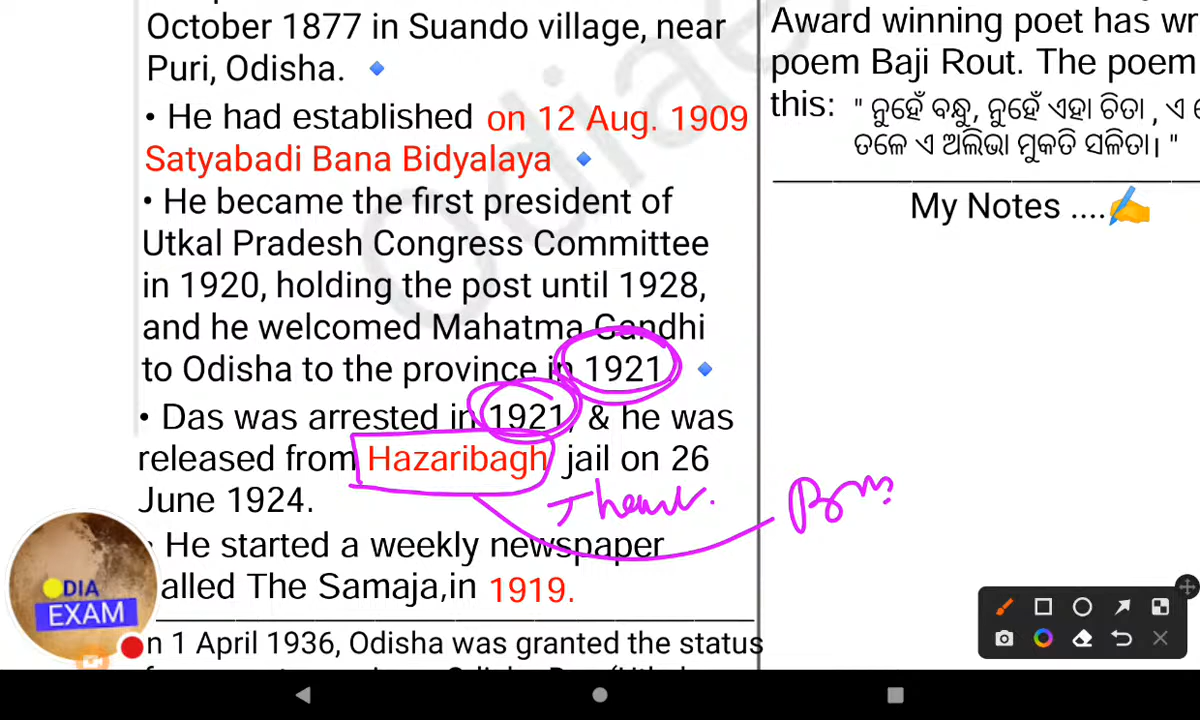 October 1877 in Suando village, near
Puri, Odisha.
• He had established on 12 Aug. 1909
Satyabadi Bana Bidyalaya
• He became the first president of
Utkal Pradesh Congress Committee
in 1920, holding the post until 1928,
and he welcomed Mahatma Gandhi
to Odisha to the province in 1921
• Das was arrested in 1921, & he was
released from Hazaribagh jail on 26
June 1924.
He started a weekly newspaper
alled The Samaja,in 1919.
n 1 April 1936, Odisha was granted the status
Award winning poet has wr
poem Baji Rout. The poem
this: " ନୁହେଁ ବନ୍ଧୁ, ନୁହେଁ ଏହା ଚିତା , ଏ
ତଳେ ଏ ଅଲିଭା ମୁକତି ସଳିତା। "
My Notes ....✍
ODIA
EXAM